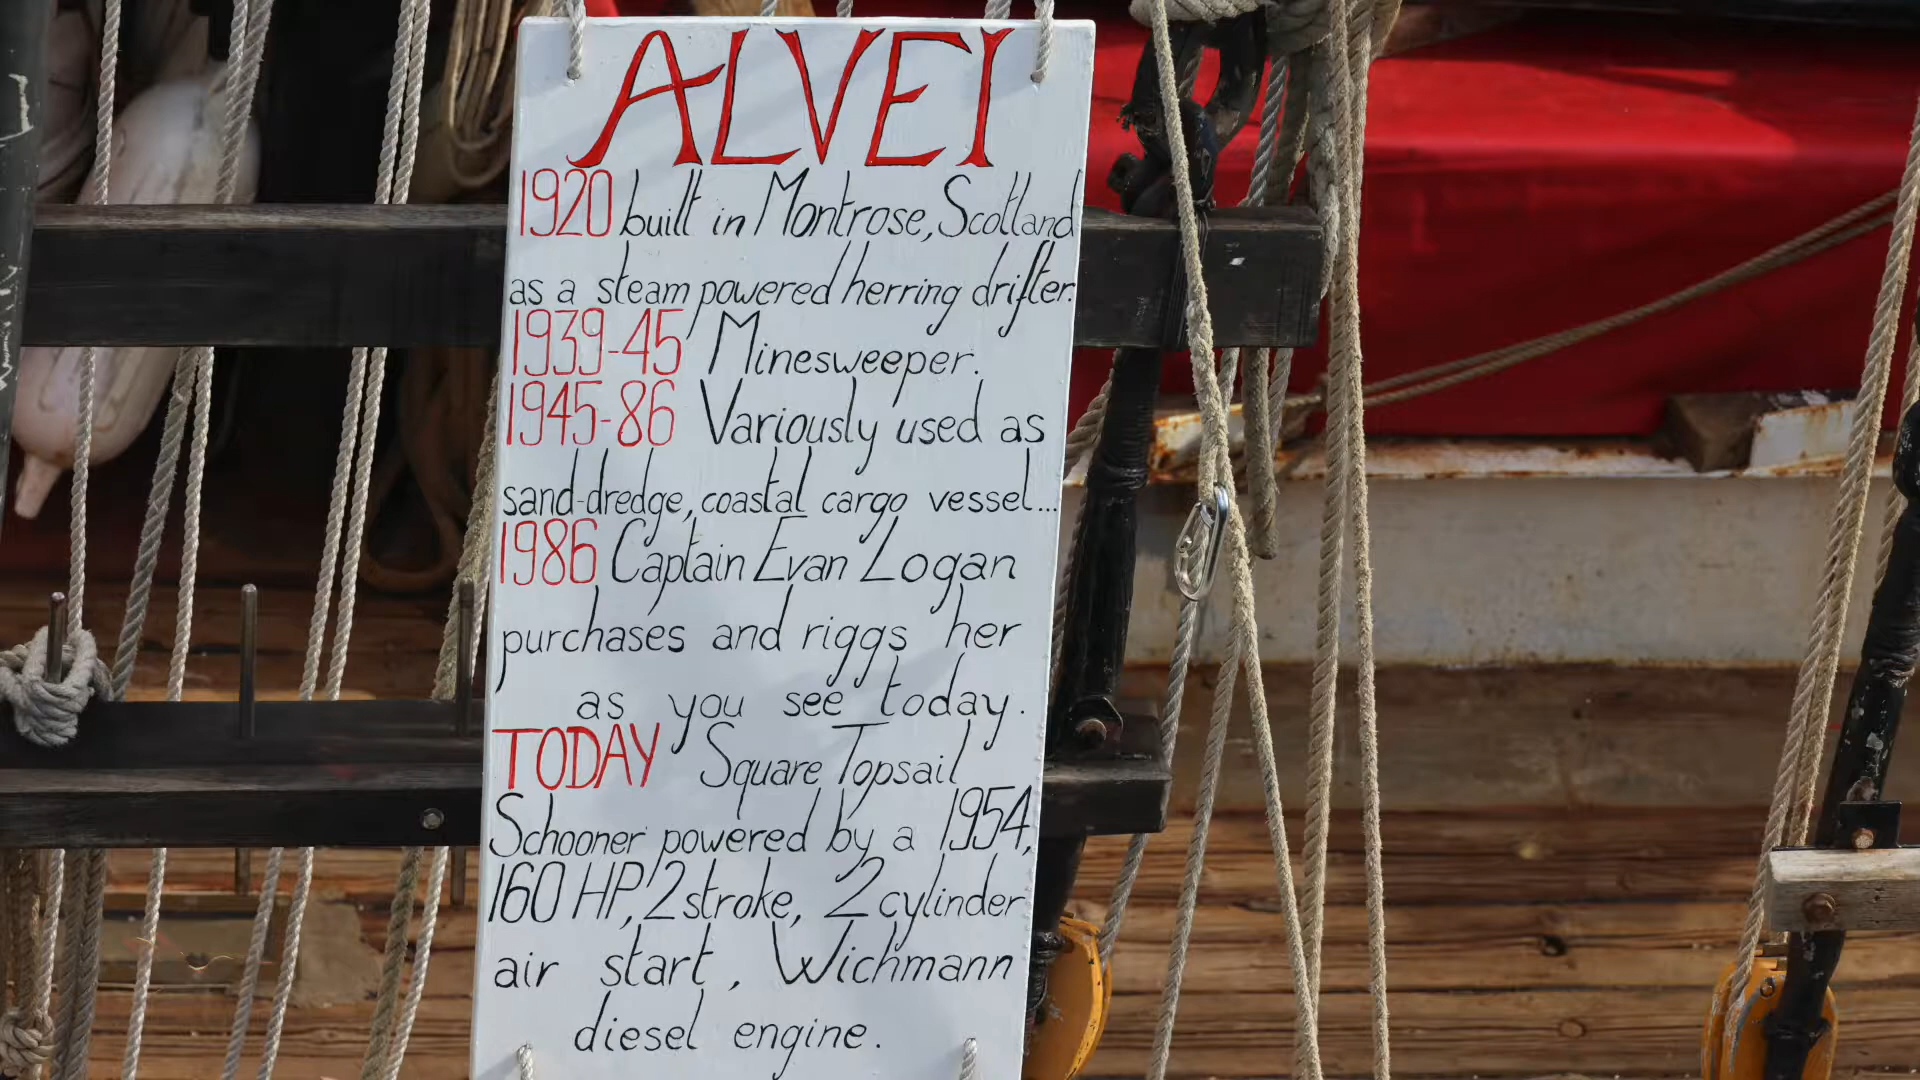 ALVEI
1920 built in Montrose, Scotland
as a steam powered herring drifter.
1939-45 Minesweeper.
1945-86 Variously used as
sand-dredge, coastal cargo vessel...
1986 Captain Evan Logan
purchases and riggs her
as you see today.
TODAY Square Topsail
Schooner powered by a 1954,
160 HP, 2 stroke, 2 cylinder
air start, Wichmann
diesel engine.